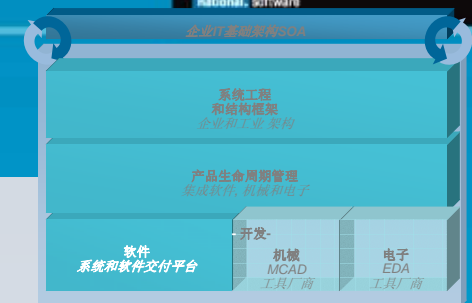 national. Software
企业IT基础架构SOA
系统工程
和结构框架
企业和工业 架构
产品生命周期管理
集成软件, 机械和电子
- 开发-
软件
系统和软件交付平台
机械
MCAD
工具厂商
电子
EDA
工具厂商